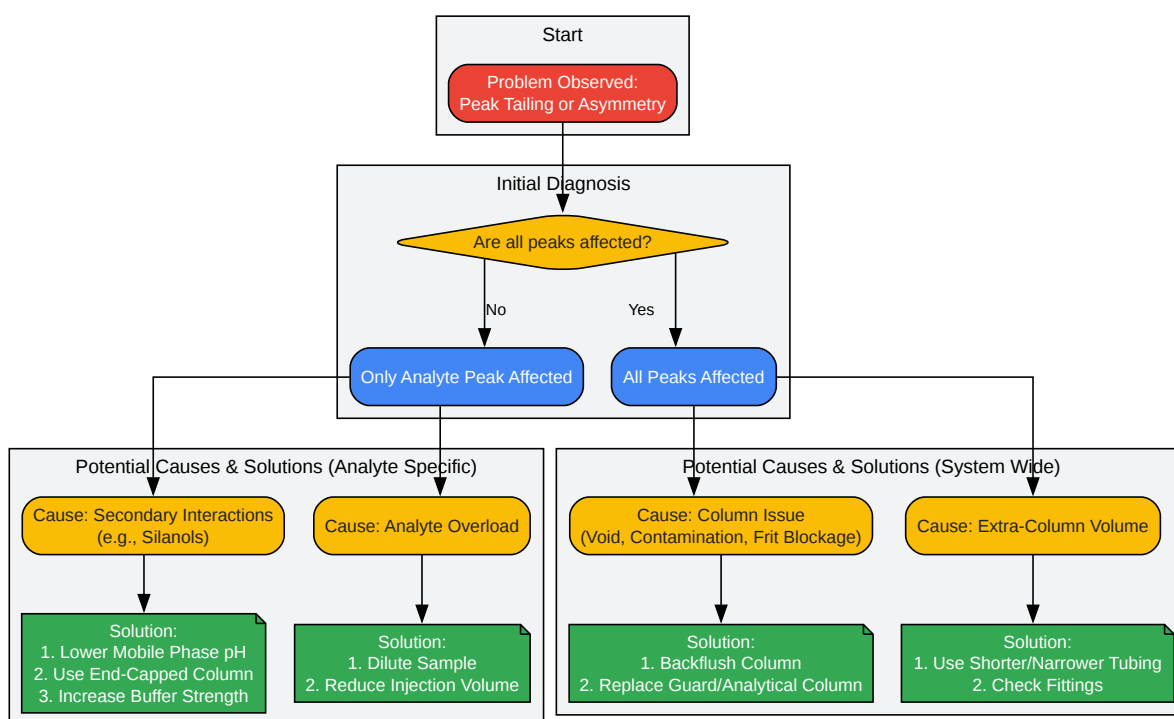 Start
Problem Observed:
Peak Tailing or Asymmetry
Initial Diagnosis
Are all peaks affected?
No
Yes
Only Analyte Peak Affected
All Peaks Affected
Potential Causes & Solutions (Analyte Specific)
Cause: Secondary Interactions
(e.g., Silanols)
Cause: Analyte Overload
Solution:
1. Lower Mobile Phase pH
2. Use End-Capped Column
3. Increase Buffer Strength
Solution:
1. Dilute Sample
2. Reduce Injection Volume
Potential Causes & Solutions (System Wide)
Cause: Column Issue
(Void, Contamination, Frit Blockage)
Cause: Extra-Column Volume
Solution:
1. Backflush Column
2. Replace Guard/Analytical Column
Solution:
1. Use Shorter/Narrower Tubing
2. Check Fittings